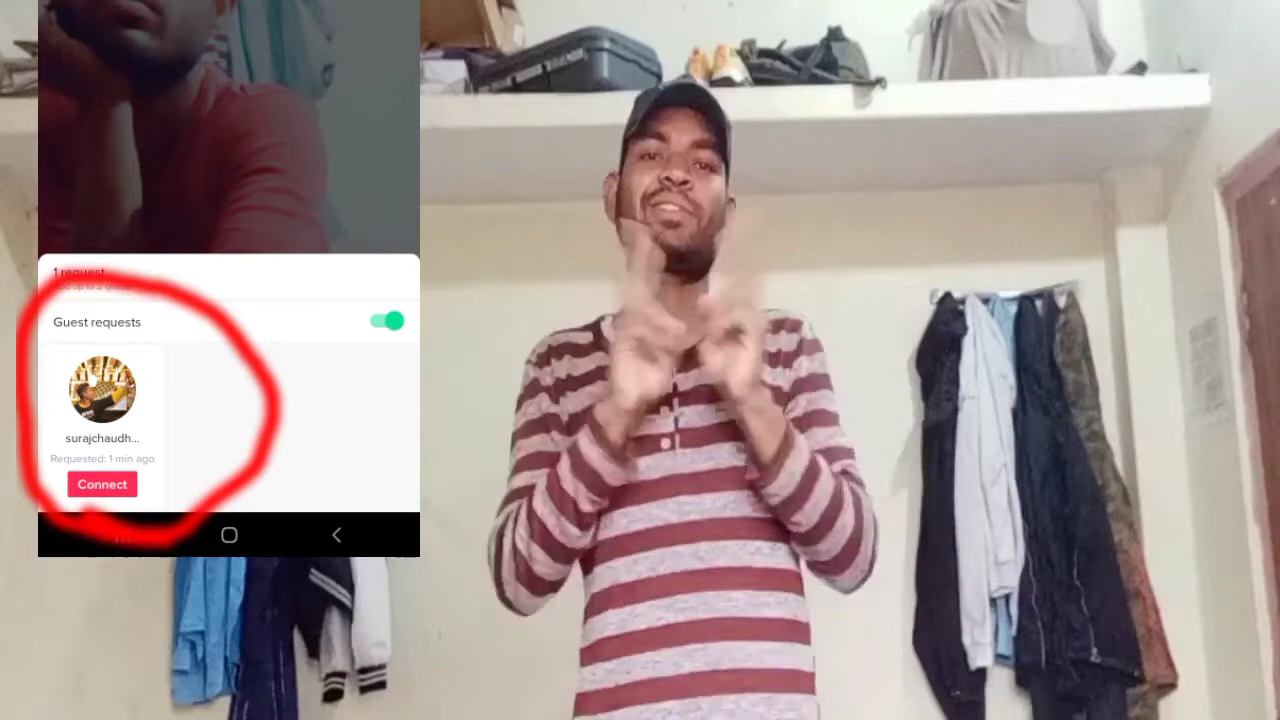 1 request
Guest requests
surajchaudh...
Requested: 1 min ago
Connect